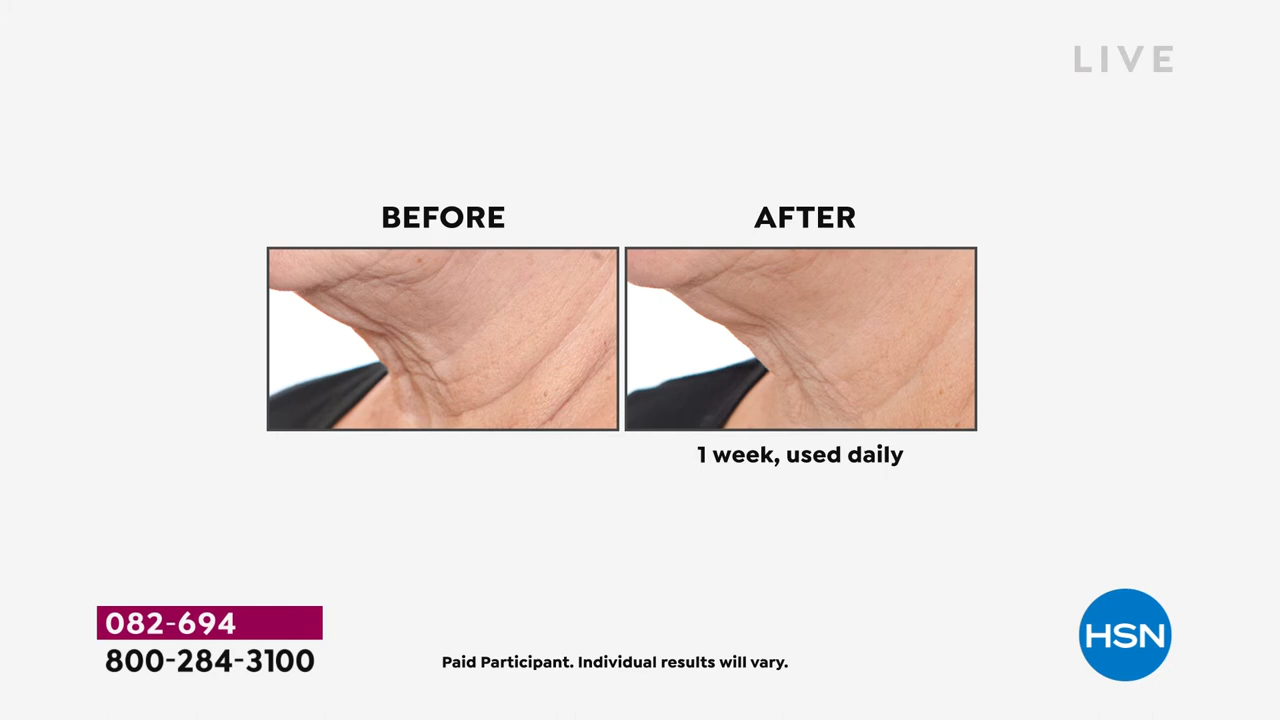 LIVE
BEFORE
AFTER
1 week, used daily
082-694
800-284-3100
Paid Participant. Individual results will vary.
HSN